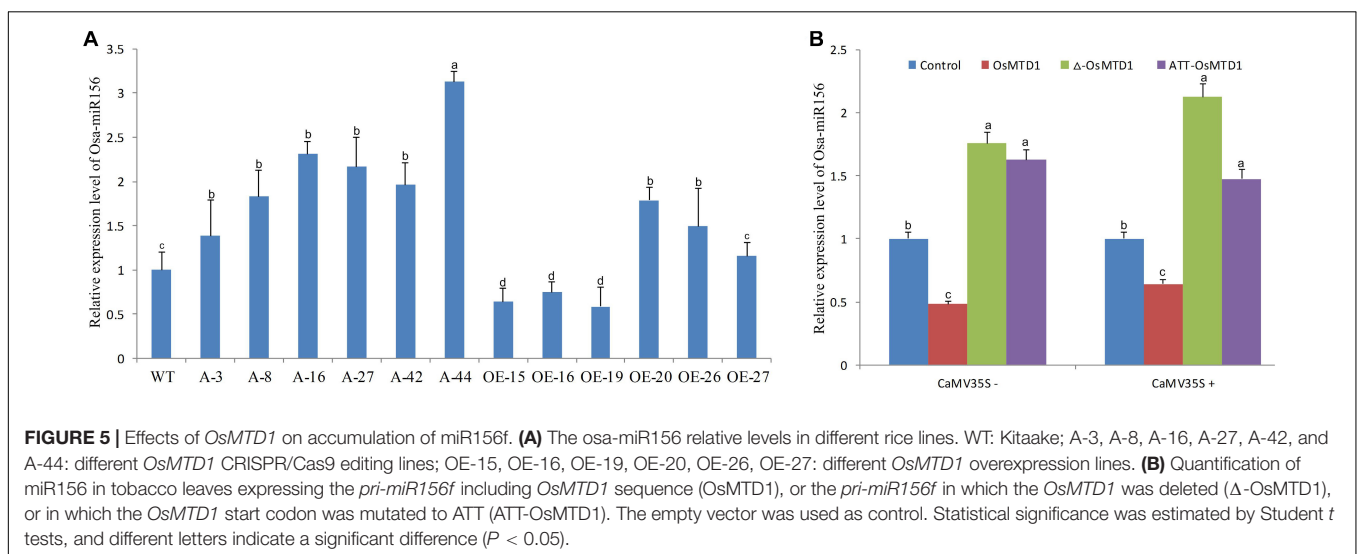 A
Relative expression level of Osa-miR156
3.5
3
2.5
2
1.5
1
0.5
0
c
b
b
b
b
b
a
d
d
d
b
b
c
WT A-3 A-8 A-16 A-27 A-42 A-44 OE-15 OE-16 OE-19 OE-20 OE-26 OE-27
B
Control OsMTD1 Δ-OsMTD1 ATT-OsMTD1
Relative expression level of Osa-miR156
2.5
2
1.5
1
0.5
0
b
c
a
a
b
c
a
a
CaMV35S - CaMV35S +
FIGURE 5 | Effects of OsMTD1 on accumulation of miR156f. (A) The osa-miR156 relative levels in different rice lines. WT: Kitaake; A-3, A-8, A-16, A-27, A-42, and
A-44: different OsMTD1 CRISPR/Cas9 editing lines; OE-15, OE-16, OE-19, OE-20, OE-26, OE-27: different OsMTD1 overexpression lines. (B) Quantification of
miR156 in tobacco leaves expressing the pri-miR156f including OsMTD1 sequence (OsMTD1), or the pri-miR156f in which the OsMTD1 was deleted (Δ-OsMTD1),
or in which the OsMTD1 start codon was mutated to ATT (ATT-OsMTD1). The empty vector was used as control. Statistical significance was estimated by Student t
tests, and different letters indicate a significant difference (P < 0.05).